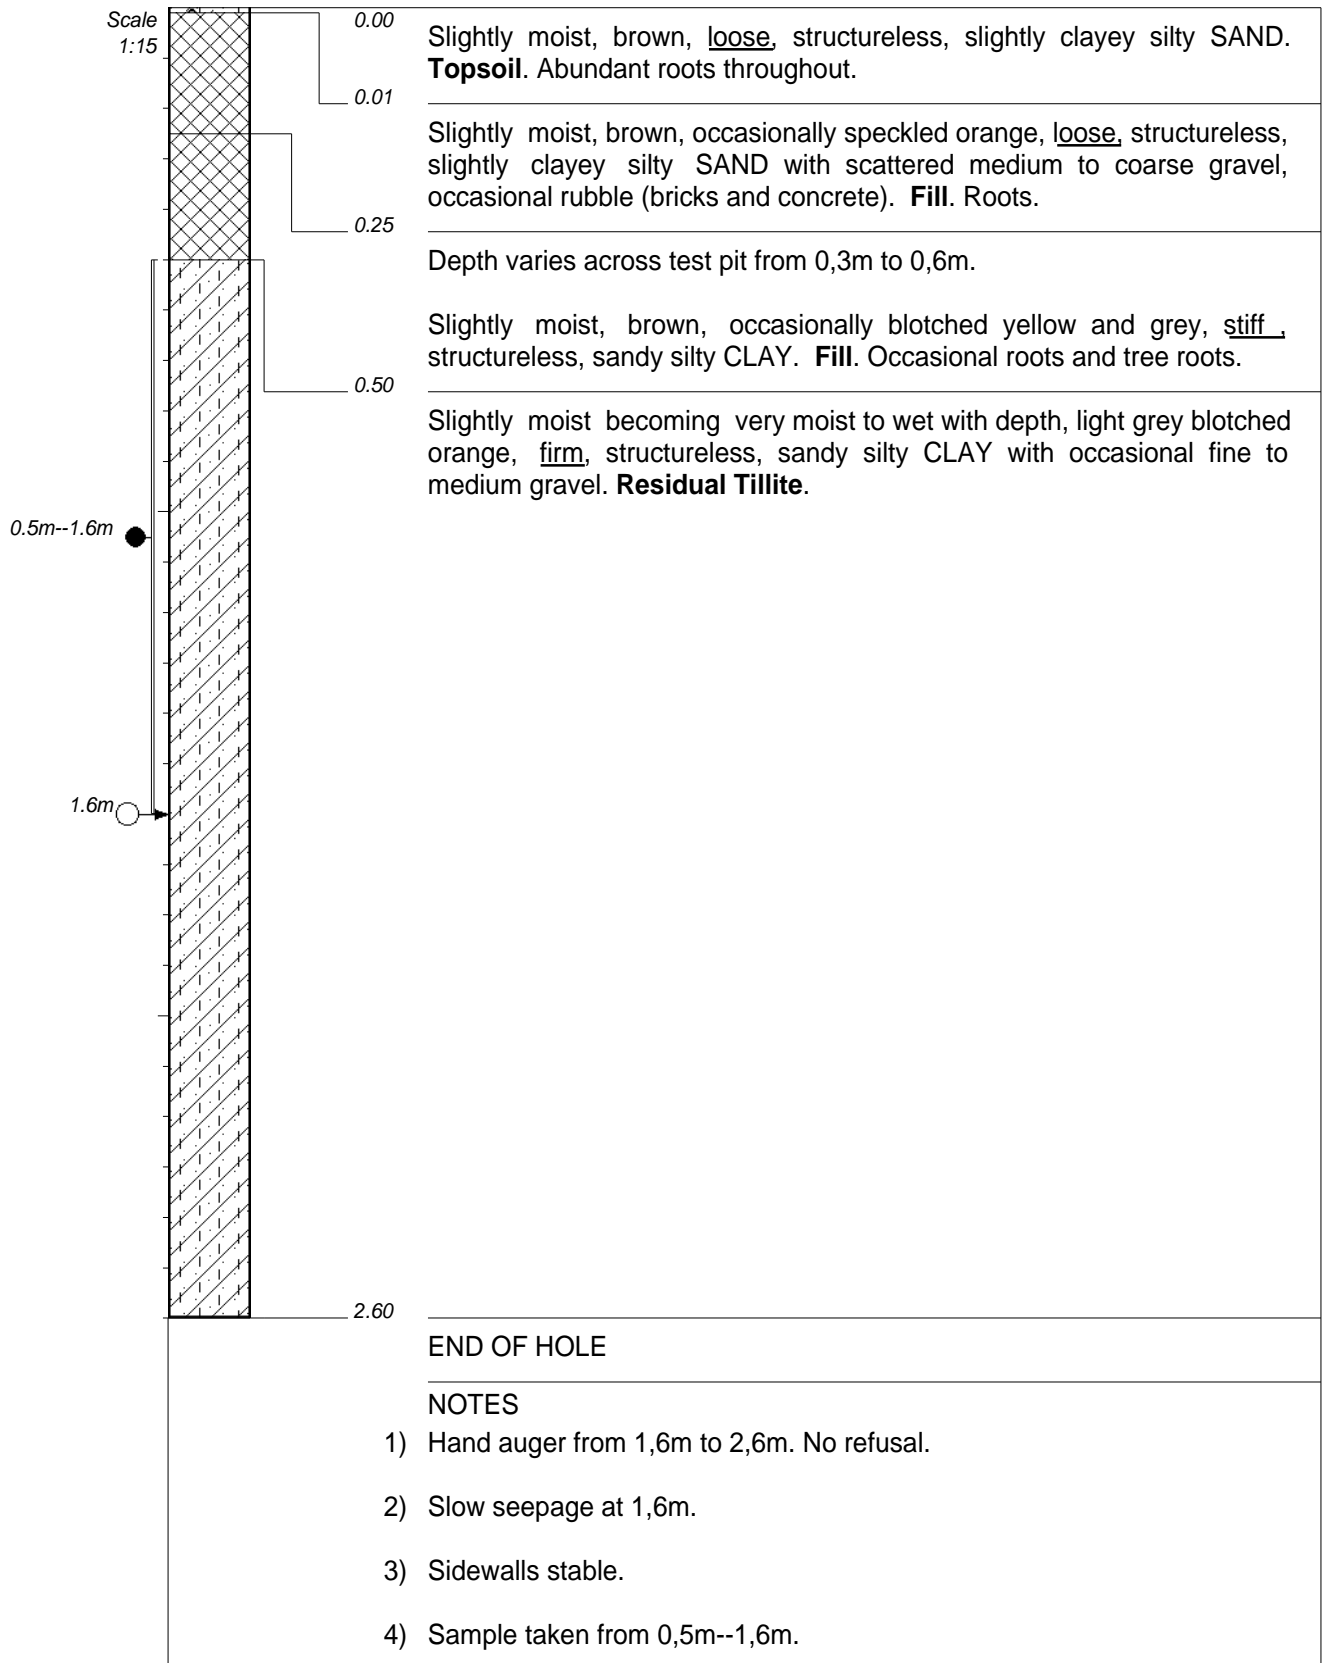 Scale
1:15
0.00
Slightly moist, brown, loose, structureless, slightly clayey silty SAND.
Topsoil. Abundant roots throughout.
0.01
Slightly moist, brown, occasionally speckled orange, loose, structureless,
slightly clayey silty SAND with scattered medium to coarse gravel,
occasional rubble (bricks and concrete). Fill. Roots.
0.25
Depth varies across test pit from 0,3m to 0,6m.
Slightly moist, brown, occasionally blotched yellow and grey, stiff ,
structureless, sandy silty CLAY. Fill. Occasional roots and tree roots.
0.50
Slightly moist becoming very moist to wet with depth, light grey blotched
orange, firm, structureless, sandy silty CLAY with occasional fine to
medium gravel. Residual Tillite.
0.5m--1.6m
1.6m
2.60
END OF HOLE
NOTES
1) Hand auger from 1,6m to 2,6m. No refusal.
2) Slow seepage at 1,6m.
3) Sidewalls stable.
4) Sample taken from 0,5m--1,6m.